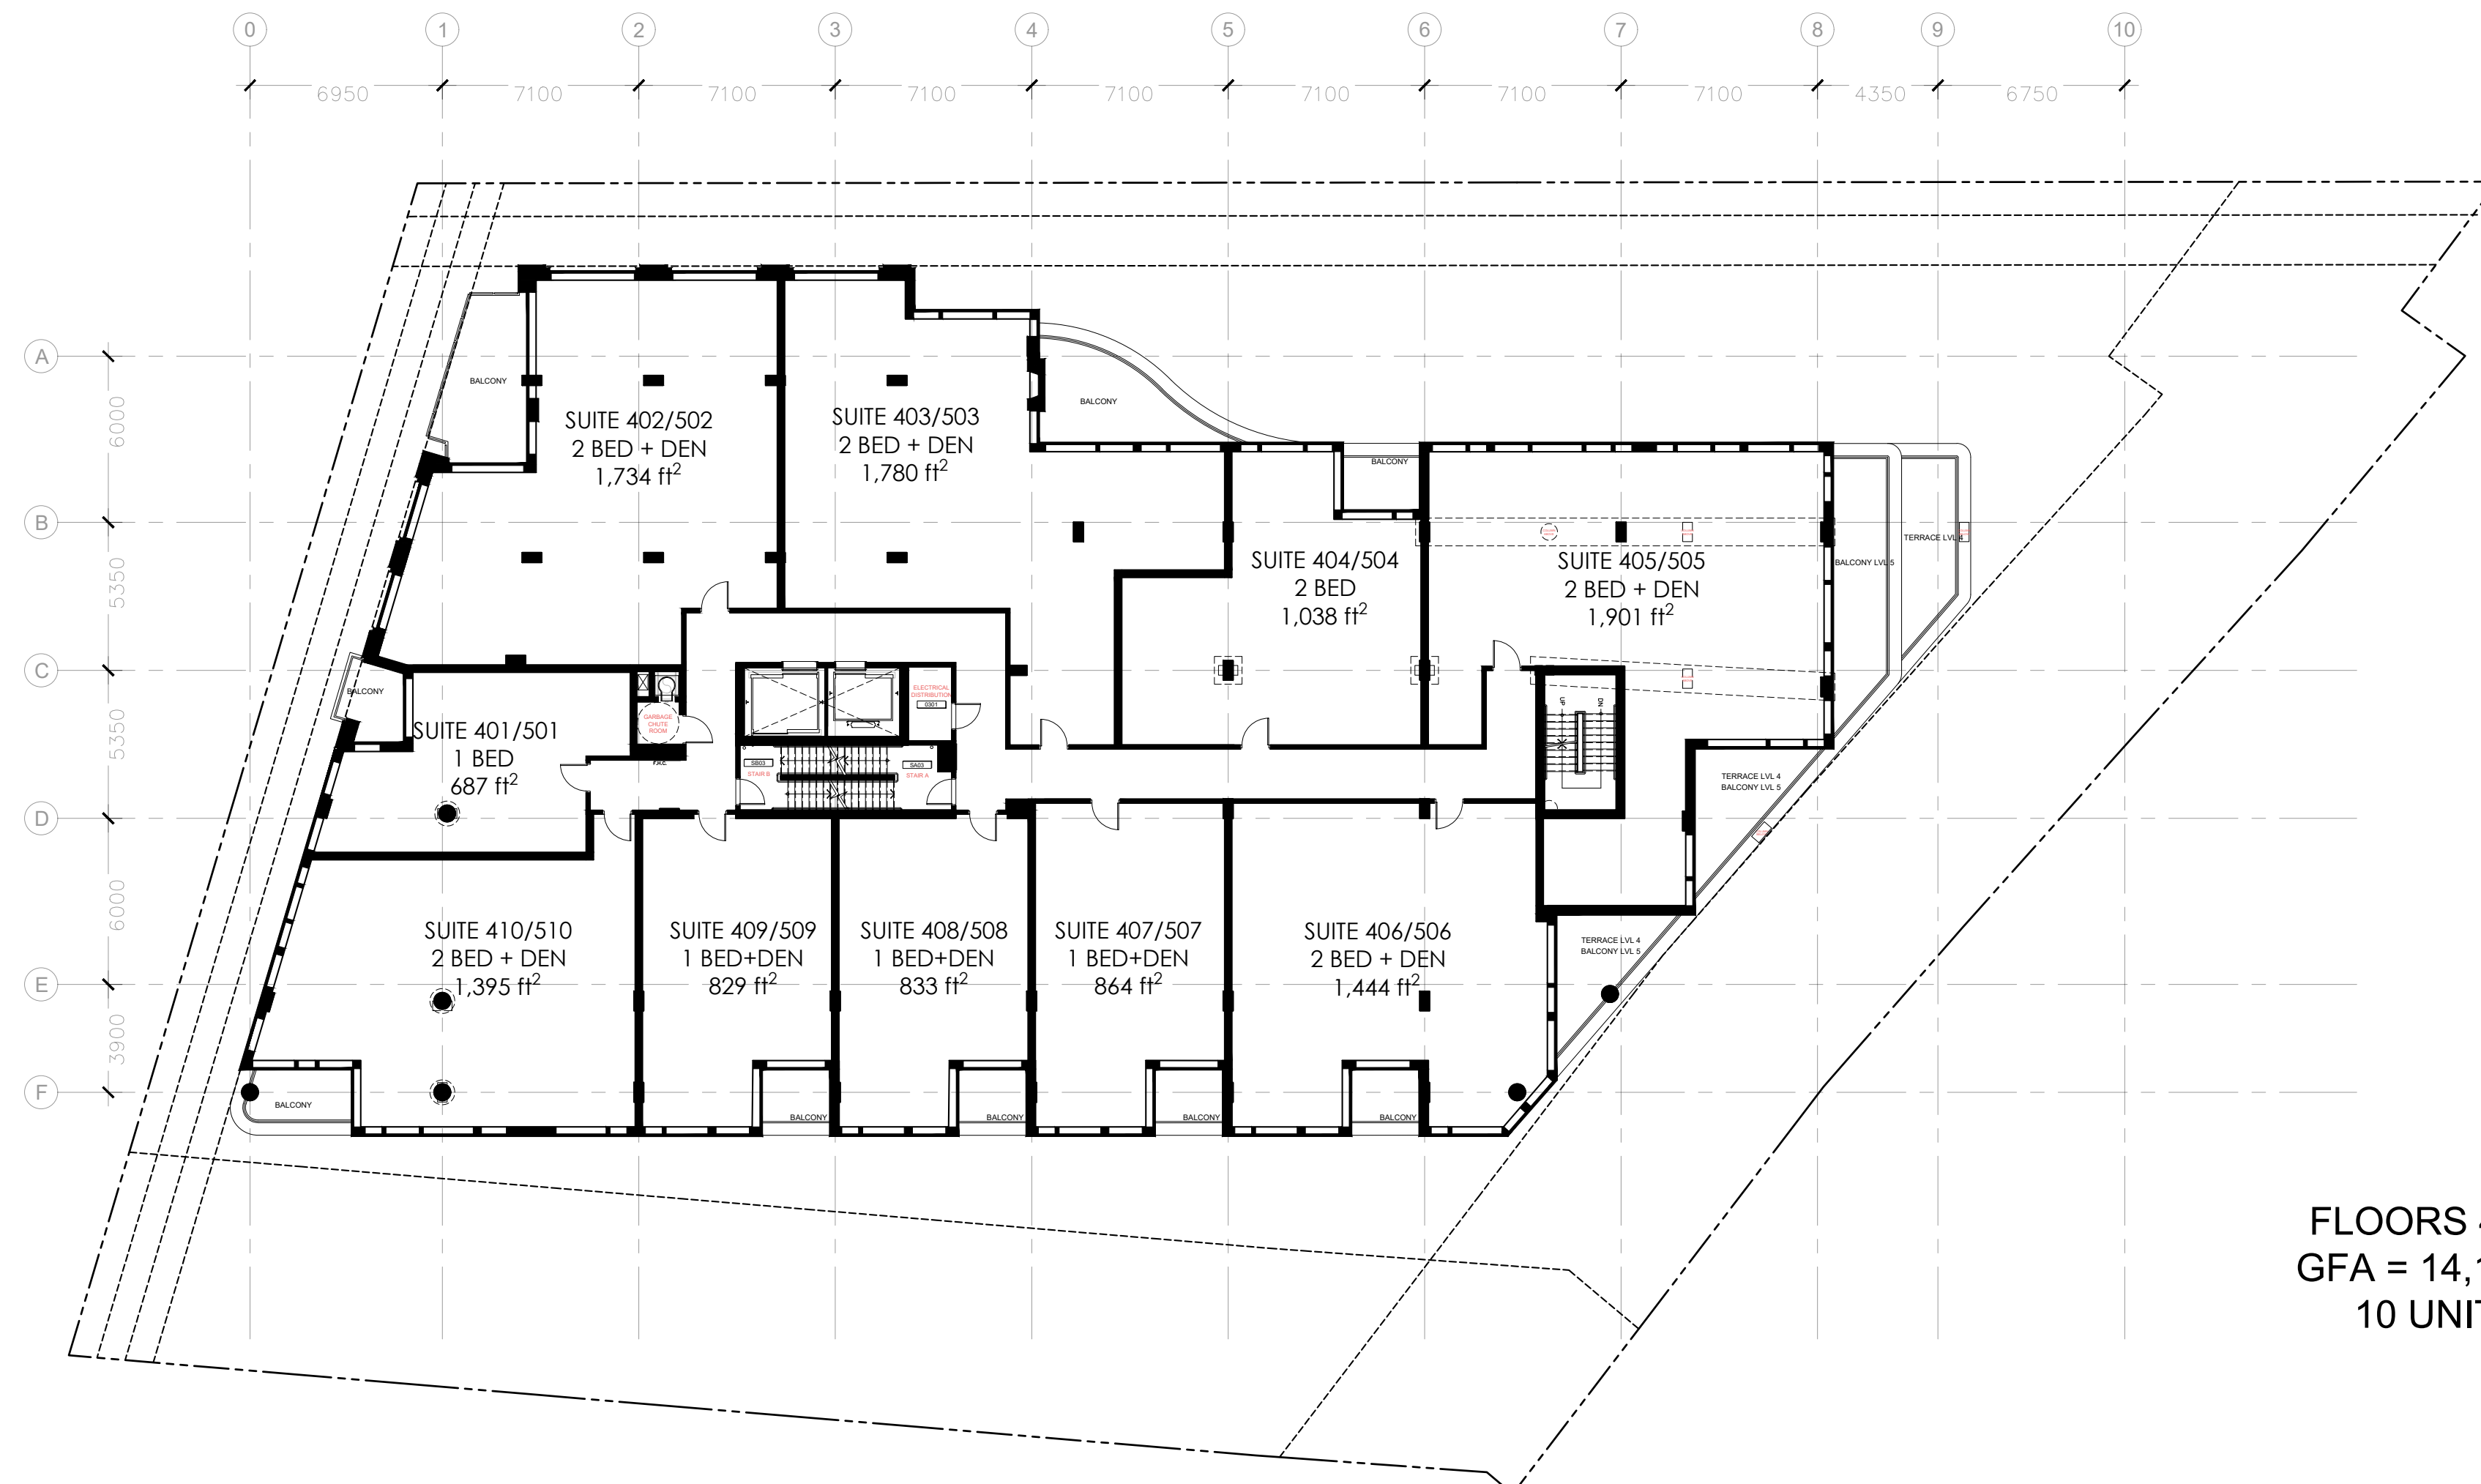 0 1 2 3 4 5 6 7 8 9 10
6950 7100 7100 7100 7100 7100 7100 7100 4350 6750
A
6000
B
5350
C
5350
D
6000
E
3900
F
BALCONY
SUITE 402/502
2 BED + DEN
1,734 ft²
SUITE 403/503
2 BED + DEN
1,780 ft²
BALCONY
BALCONY
SUITE 404/504
2 BED
1,038 ft²
SUITE 405/505
2 BED + DEN
1,901 ft²
BALCONY LVL 5
TERRACE LVL 4
BALCONY
SUITE 401/501
1 BED
687 ft²
GARBAGE
CHUTE
ROOM
F.H.C.
ELECTRICAL
DISTRIBUTION
0301
SB03
STAIR B
SA03
STAIR A
UP
DN
TERRACE LVL 4
BALCONY LVL 5
SUITE 410/510
2 BED + DEN
1,395 ft²
SUITE 409/509
1 BED+DEN
829 ft²
SUITE 408/508
1 BED+DEN
833 ft²
SUITE 407/507
1 BED+DEN
864 ft²
SUITE 406/506
2 BED + DEN
1,444 ft²
TERRACE LVL 4
BALCONY LVL 5
BALCONY
BALCONY
BALCONY
BALCONY
BALCONY
FLOORS
GFA = 14,1
10 UNIT